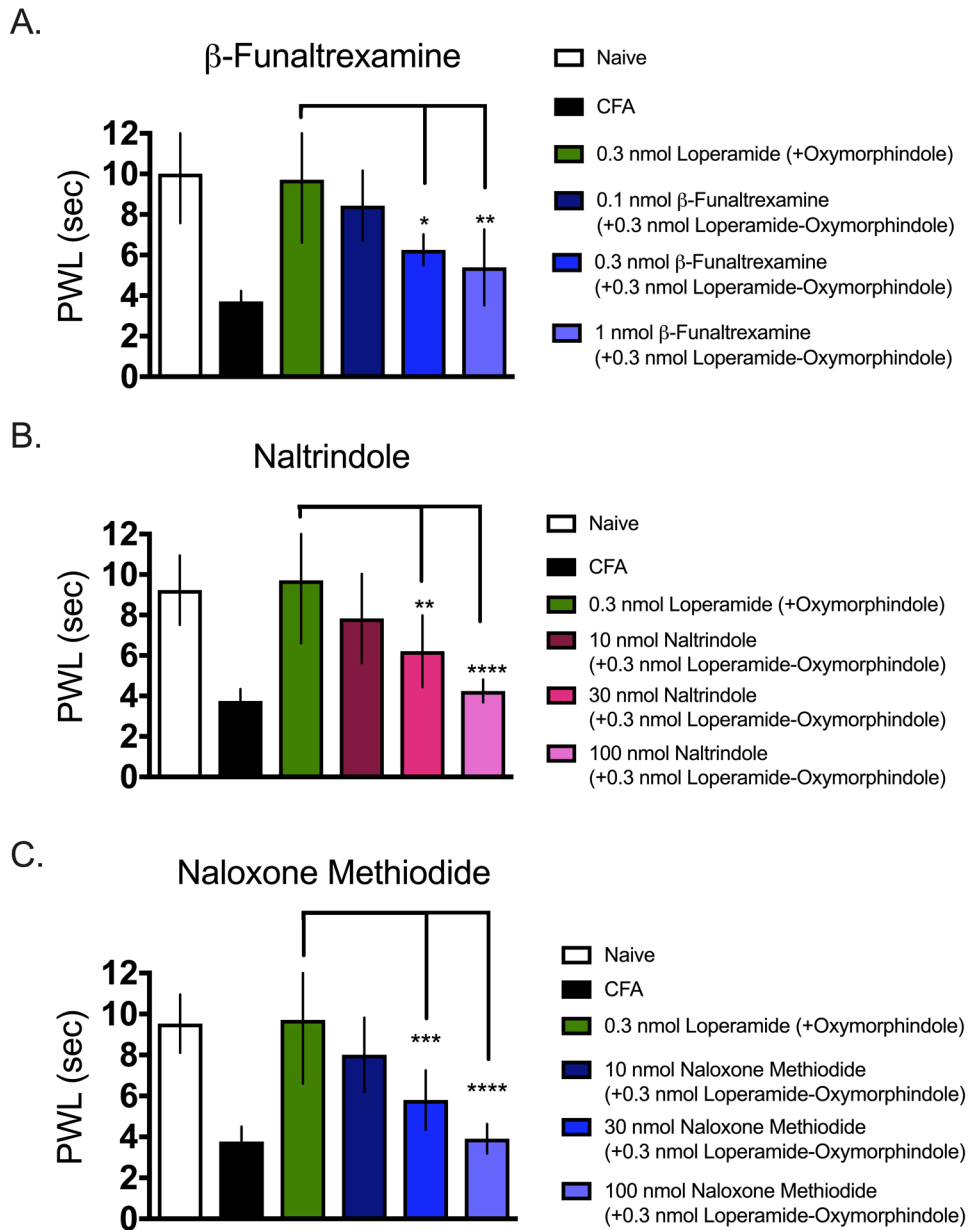 A.
β-Funaltrexamine
PWL (sec)
12
10
8
6
4
2
0
*
**
Naive
CFA
0.3 nmol Loperamide (+Oxymorphindole)
0.1 nmol β-Funaltrexamine
(+0.3 nmol Loperamide-Oxymorphindole)
0.3 nmol β-Funaltrexamine
(+0.3 nmol Loperamide-Oxymorphindole)
1 nmol β-Funaltrexamine
(+0.3 nmol Loperamide-Oxymorphindole)
B.
Naltrindole
PWL (sec)
12
10
8
6
4
2
0
**
****
Naive
CFA
0.3 nmol Loperamide (+Oxymorphindole)
10 nmol Naltrindole
(+0.3 nmol Loperamide-Oxymorphindole)
30 nmol Naltrindole
(+0.3 nmol Loperamide-Oxymorphindole)
100 nmol Naltrindole
(+0.3 nmol Loperamide-Oxymorphindole)
C.
Naloxone Methiodide
PWL (sec)
12
10
8
6
4
2
0
***
****
Naive
CFA
0.3 nmol Loperamide (+Oxymorphindole)
10 nmol Naloxone Methiodide
(+0.3 nmol Loperamide-Oxymorphindole)
30 nmol Naloxone Methiodide
(+0.3 nmol Loperamide-Oxymorphindole)
100 nmol Naloxone Methiodide
(+0.3 nmol Loperamide-Oxymorphindole)